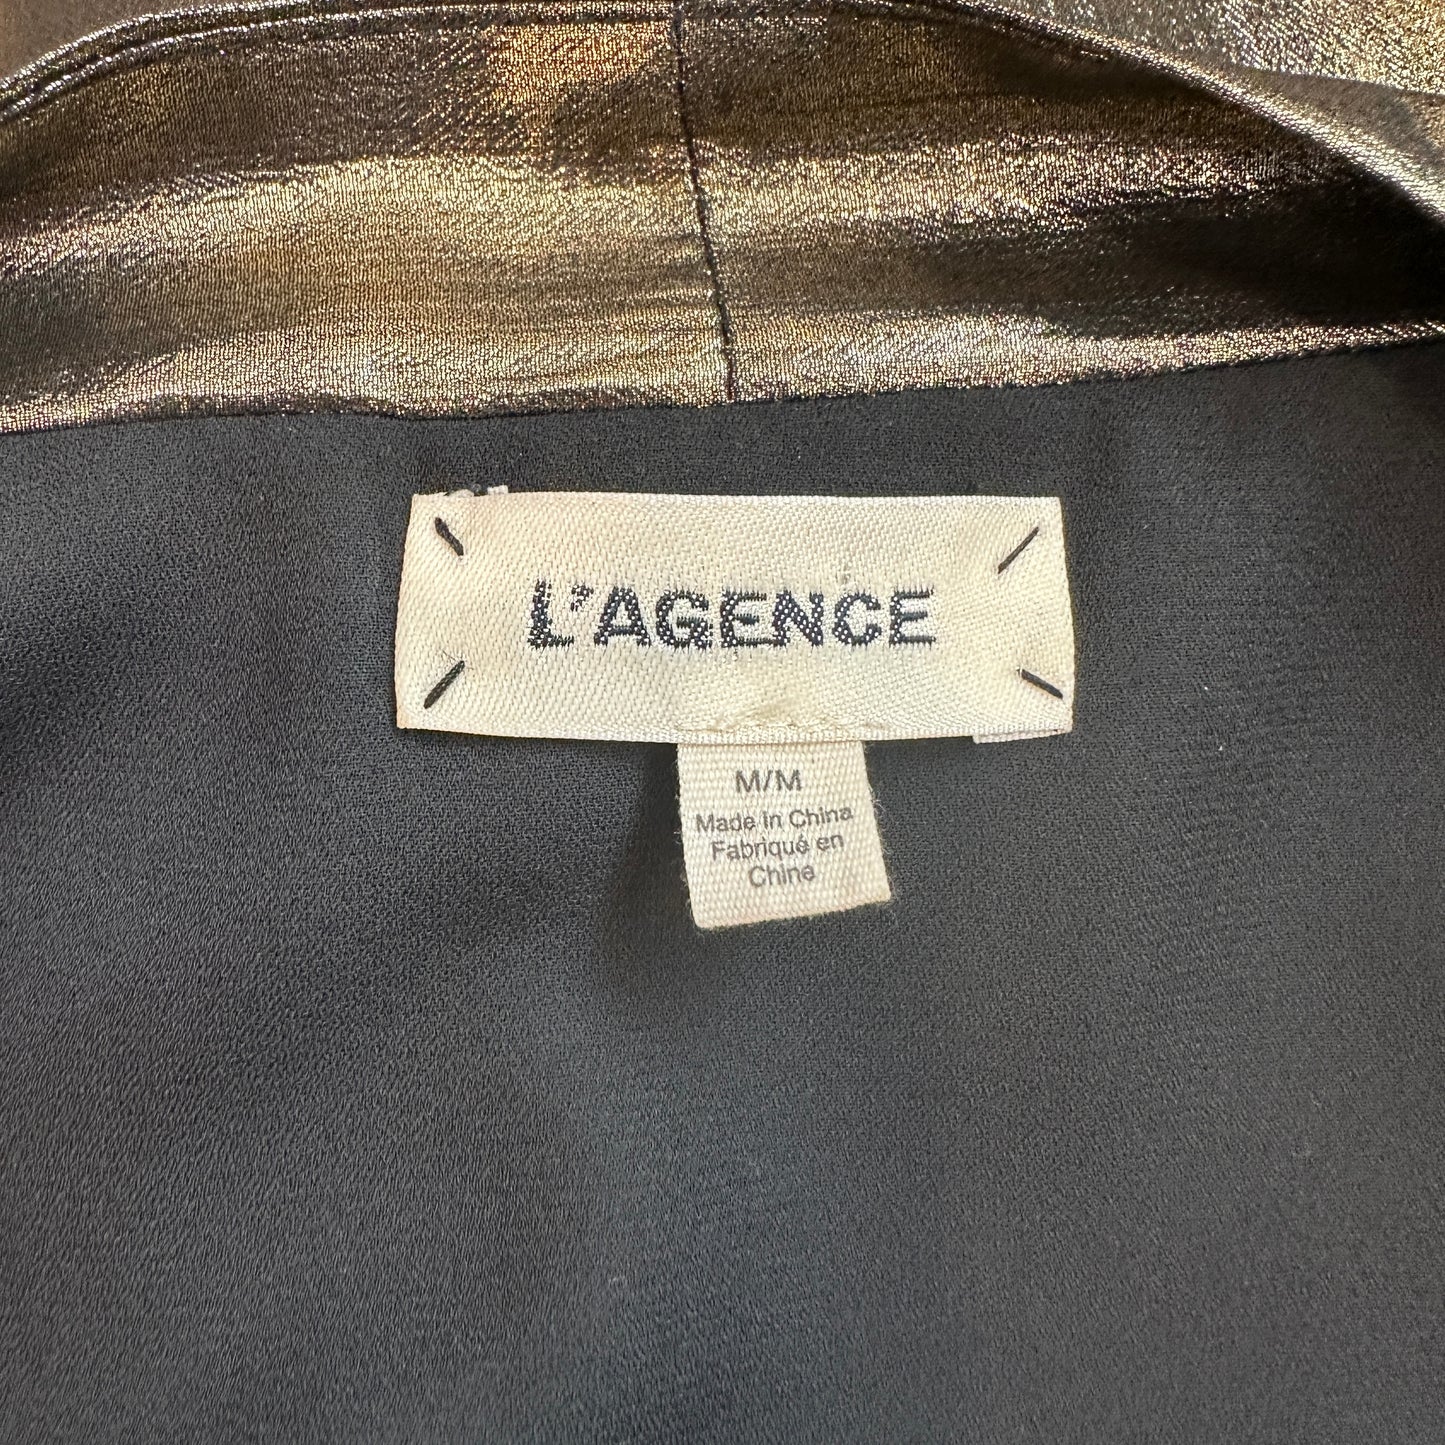 L'AGENCE
M/M
Made in China
Fabriqué en
Chine